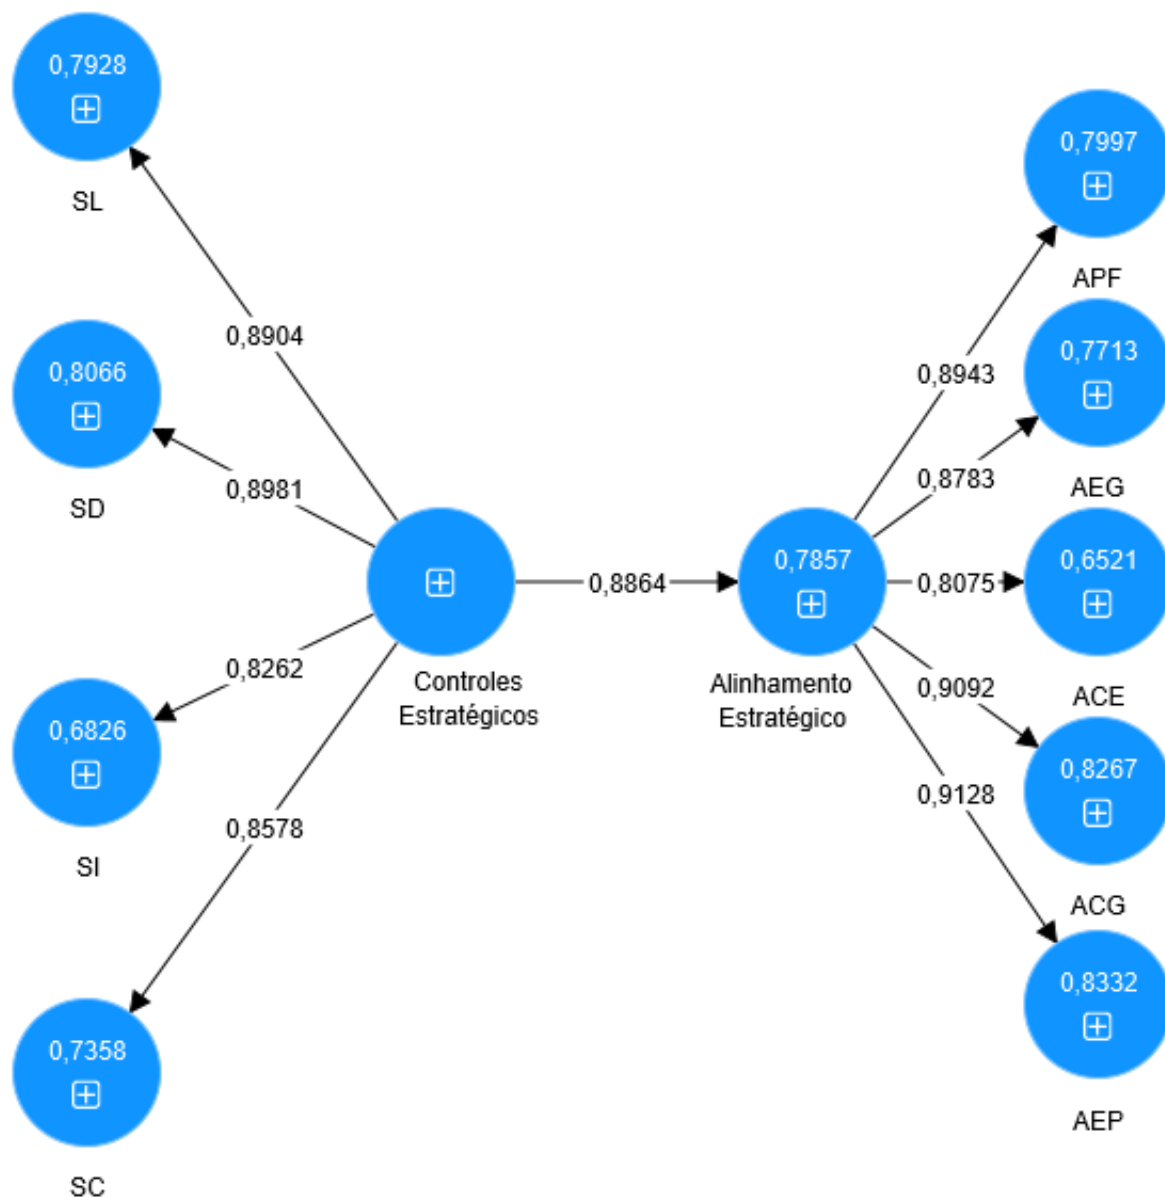 0,7928
SL
0,8066
SD
0,6826
SI
0,7358
SC
0,8904
0,8981
0,8262
0,8578
Controles
Estratégicos
0,8864
0,7857
Alinhamento
Estratégico
0,8943
0,8783
0,8075
0,9092
0,9128
0,7997
APF
0,7713
AEG
0,6521
ACE
0,8267
ACG
0,8332
AEP